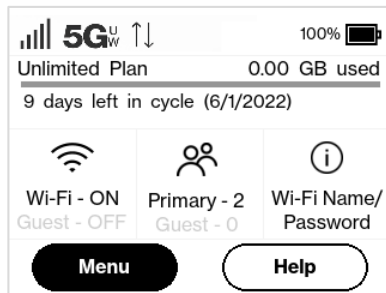 5G UW 100%
Unlimited Plan 0.00 GB used
9 days left in cycle (6/1/2022)
Wi-Fi - ON
Guest - OFF
Primary - 2
Guest - 0
Wi-Fi Name/
Password
Menu
Help